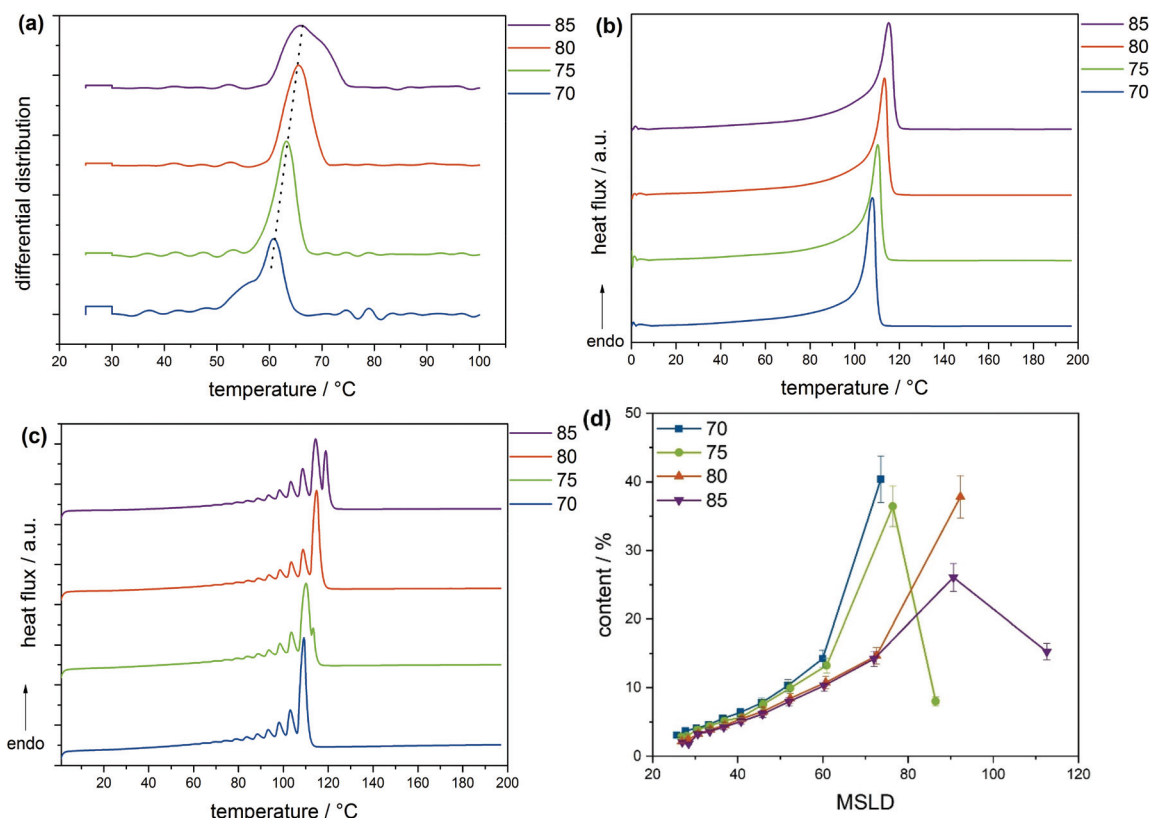 (a)
85
80
75
70
differential distribution
20 30 40 50 60 70 80 90 100
temperature / °C
(b)
85
80
75
70
heat flux / a.u.
endo
0 20 40 60 80 100 120 140 160 180 200
temperature / °C
(c)
85
80
75
70
heat flux / a.u.
endo
20 40 60 80 100 120 140 160 180 200
temperature / °C
(d)
70
75
80
85
50
40
30
20
10
0
content / %
20 40 60 80 100 120
MSLD